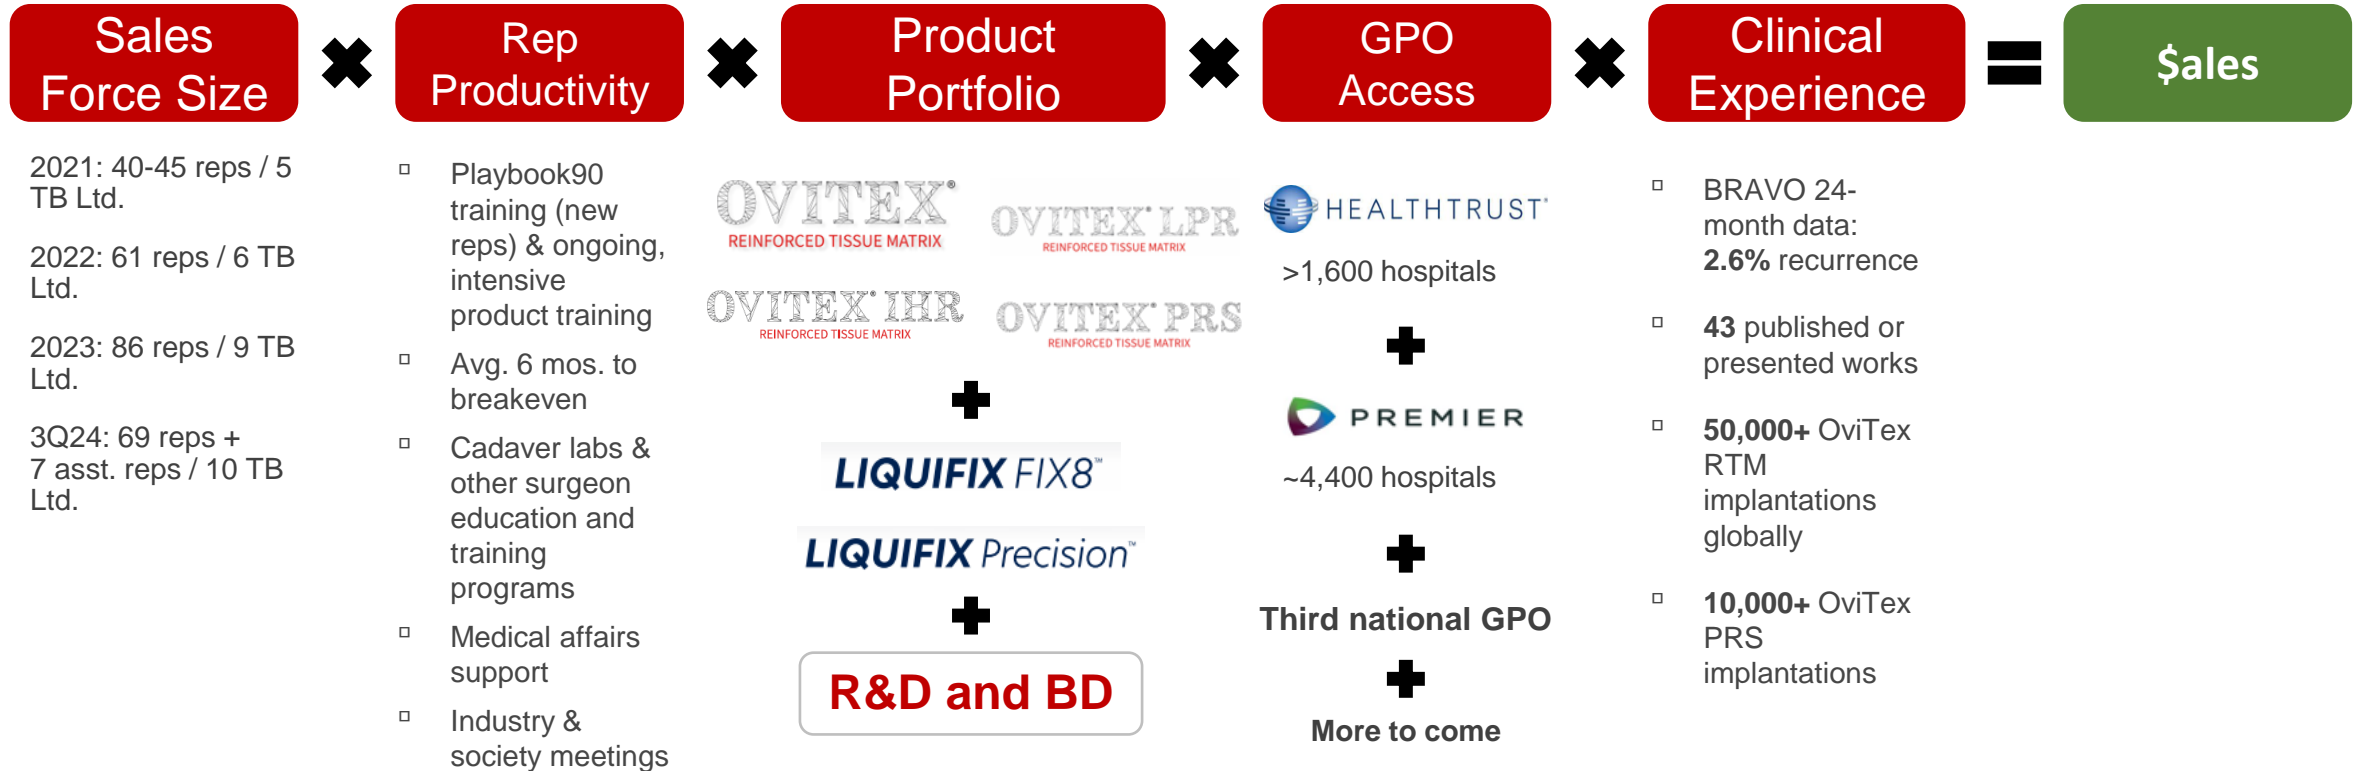 Sales
Force Size
Rep
Productivity
Product
Portfolio
GPO
Access
Clinical
Experience
$ales
2021: 40-45 reps / 5
TB Ltd.
2022: 61 reps / 6 TB
Ltd.
2023: 86 reps / 9 TB
Ltd.
3Q24: 69 reps +
7 asst. reps / 10 TB
Ltd.
Playbook90
training (new
reps) & ongoing,
intensive
product training
Avg. 6 mos. to
breakeven
Cadaver labs &
other surgeon
education and
training
programs
Medical affairs
support
Industry &
society meetings
OVITEX®
REINFORCED TISSUE MATRIX
OVITEX® LPR
REINFORCED TISSUE MATRIX
OVITEX® IHR
REINFORCED TISSUE MATRIX
OVITEX® PRS
REINFORCED TISSUE MATRIX
LIQUIFIX FIX8™
LIQUIFIX Precision™
R&D and BD
HEALTHTRUST®
>1,600 hospitals
PREMIER
~4,400 hospitals
Third national GPO
More to come
BRAVO 24-
month data:
2.6% recurrence
43 published or
presented works
50,000+ OviTex
RTM
implantations
globally
10,000+ OviTex
PRS
implantations